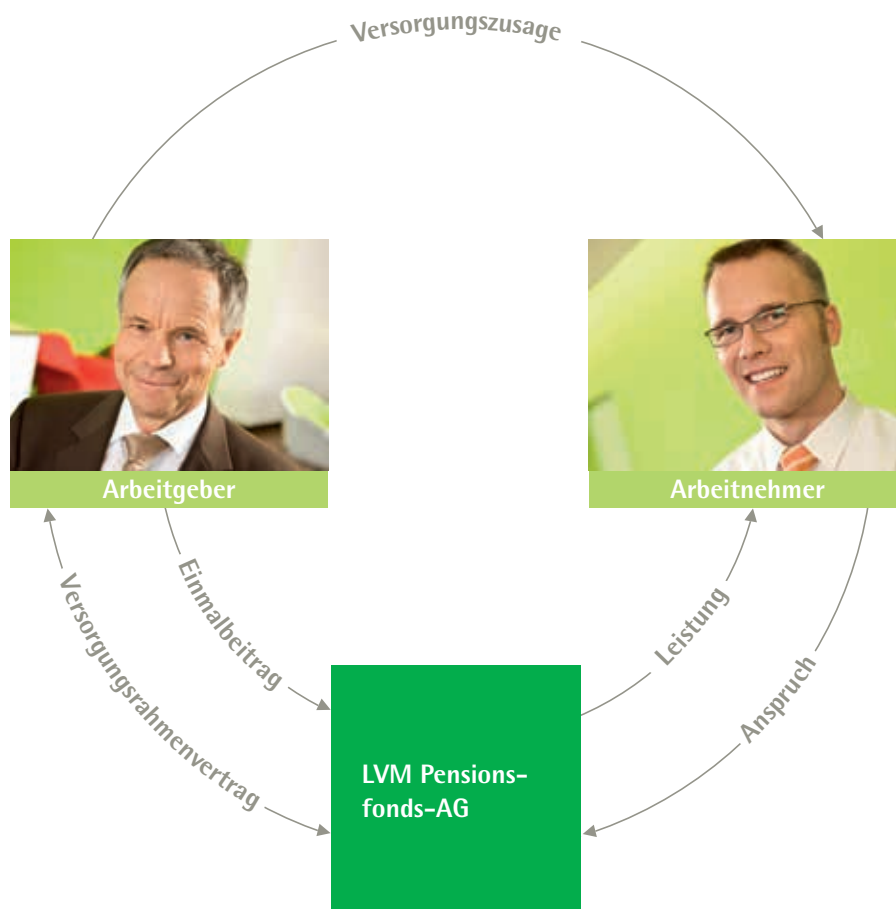 Versorgungszusage
Arbeitgeber
Arbeitnehmer
Einmalbeitrag
Versorgungsrahmenvertrag
Leistung
Anspruch
LVM Pensions-
fonds-AG